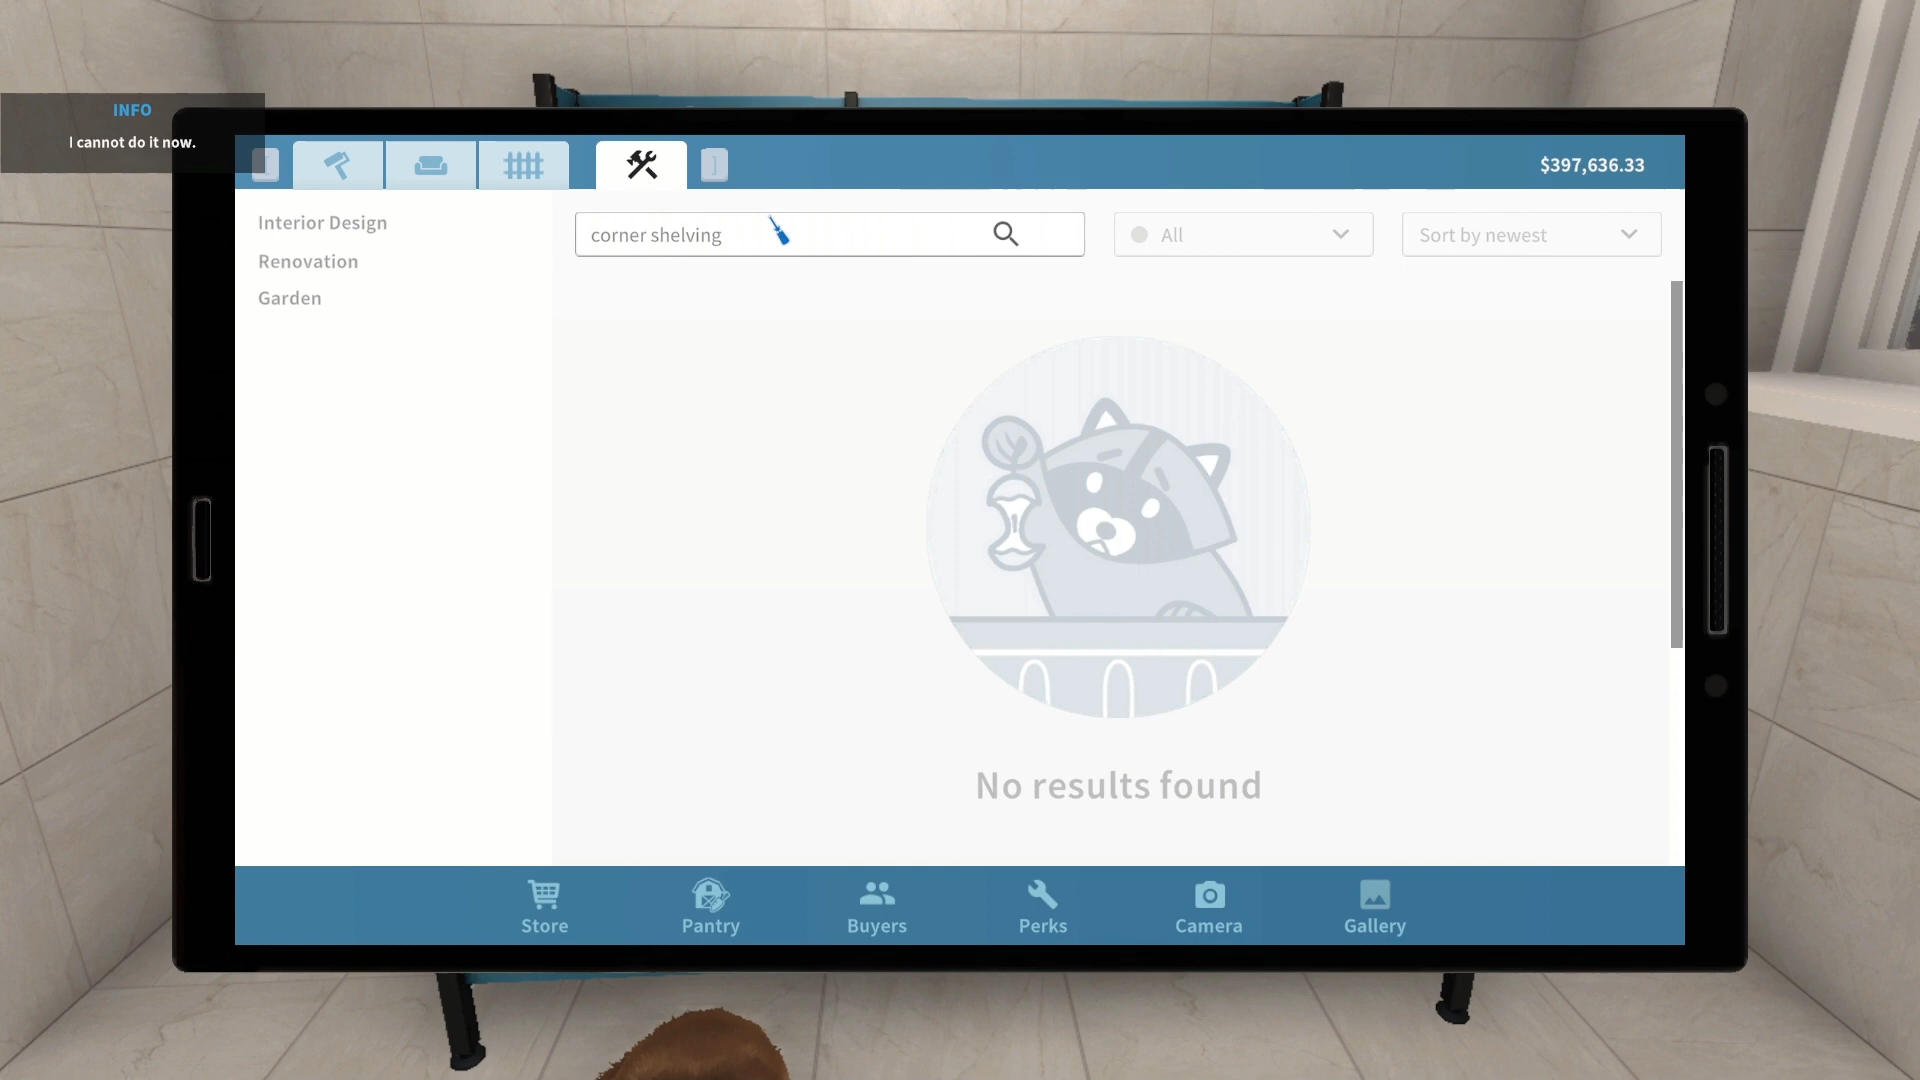 INFO
I cannot do it now.
$397,636.33
Interior Design
Renovation
Garden
corner shelving
All
Sort by newest
No results found
Store
Pantry
Buyers
Perks
Camera
Gallery